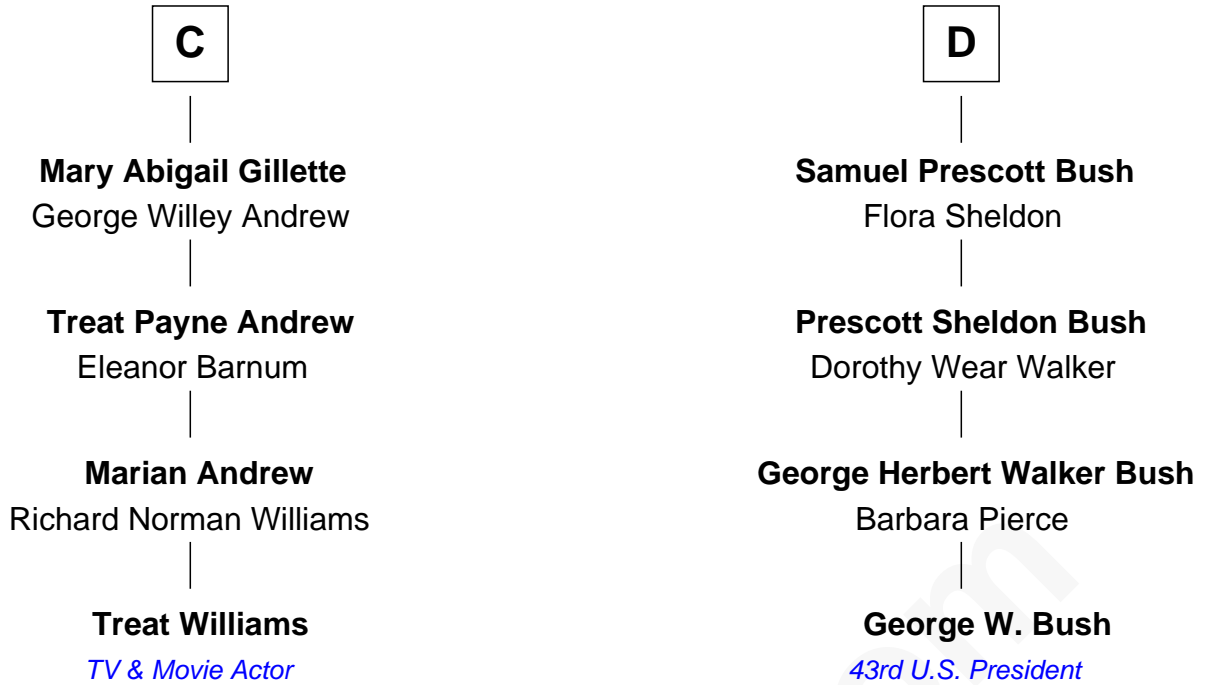 C
D
Mary Abigail Gillette
George Willey Andrew
Samuel Prescott Bush
Flora Sheldon
Treat Payne Andrew
Eleanor Barnum
Prescott Sheldon Bush
Dorothy Wear Walker
Marian Andrew
Richard Norman Williams
George Herbert Walker Bush
Barbara Pierce
Treat Williams
TV & Movie Actor
George W. Bush
43rd U.S. President